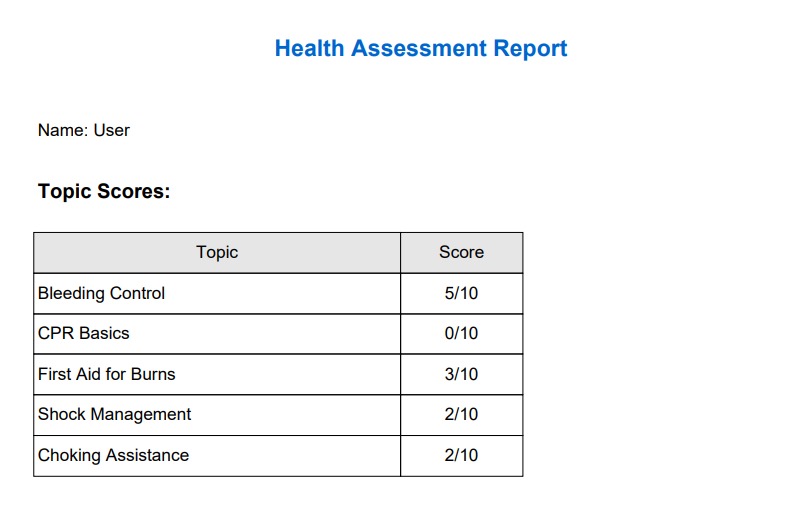 Health Assessment Report
Name: User
Topic Scores:
Topic Score
Bleeding Control 5/10
CPR Basics 0/10
First Aid for Burns 3/10
Shock Management 2/10
Choking Assistance 2/10